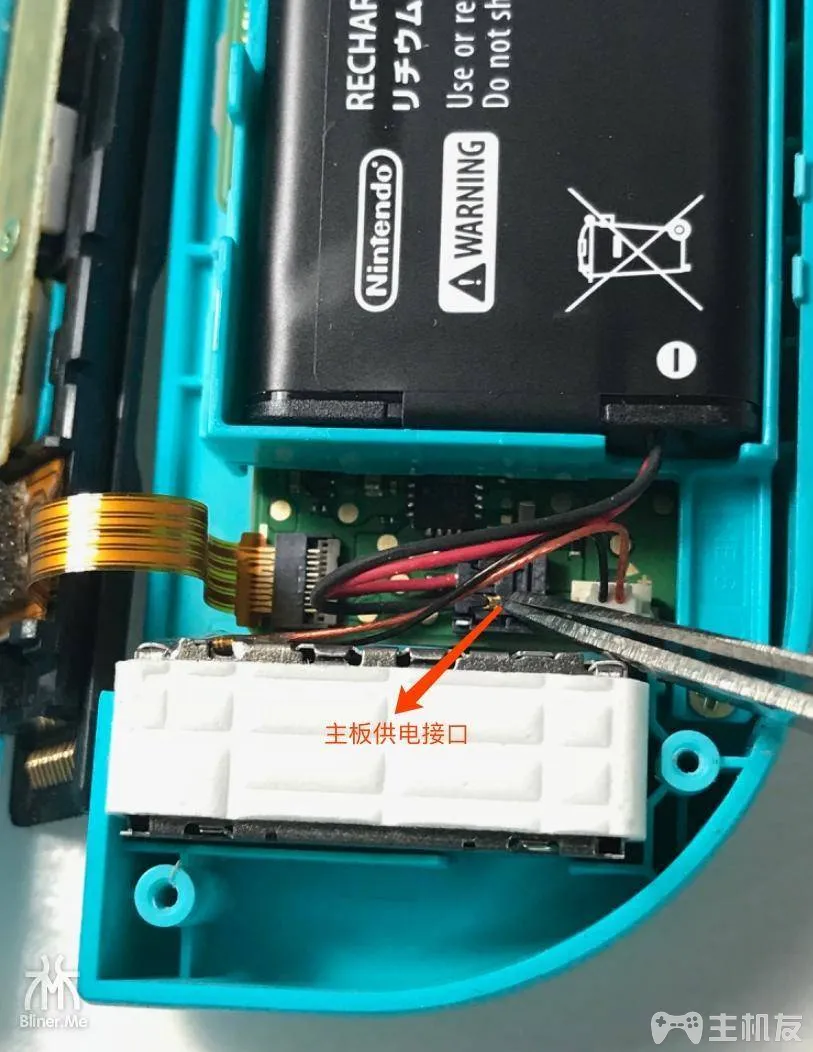 RECHAR
リチウム
Use or re
Do not sh
Nintendo
WARNING
主板供电接口
Bliner.Me
主机友